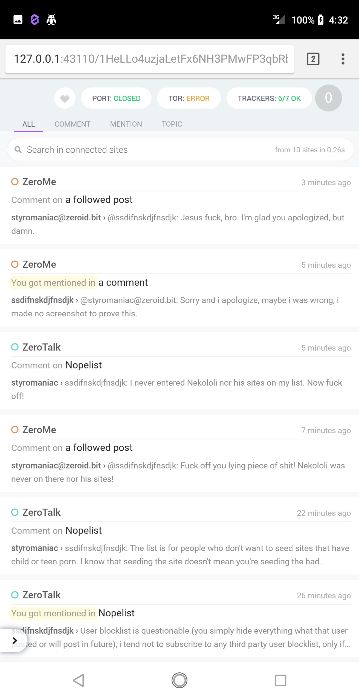 3G 100% 4:32
127.0.0.1:43110/1HeLLo4uzjaLetFx6NH3PMwFP3qbRb
2
PORT: CLOSED TOR: ERROR TRACKERS: 6/7 OK 0
ALL COMMENT MENTION TOPIC
Search in connected sites from 10 sites in 0.26s
ZeroMe 3 minutes ago
Comment on a followed post
styromaniac@zeroid.bit › @ssdifnskdjfnsdjk: Jesus fuck, bro. I'm glad you apologized, but
damn.
ZeroMe 5 minutes ago
You got mentioned in a comment
ssdifnskdjfnsdjk › @styromaniac@zeroid.bit: Sorry and i apologize, maybe i was wrong, i
made no screenshot to prove this.
ZeroTalk 5 minutes ago
Comment on Nopelist
styromaniac › ssdifnskdjfnsdjk: I never entered Nekololi nor his sites on my list. Now fuck
off!
ZeroMe 7 minutes ago
Comment on a followed post
styromaniac@zeroid.bit › @ssdifnskdjfnsdjk: Fuck off you lying piece of shit! Nekololi was
never on there nor his sites!
ZeroTalk 22 minutes ago
Comment on Nopelist
styromaniac › ssdifnskdjfnsdjk: The list is for people who don't want to seed sites that have
child or teen porn. I know that seeding the site doesn't mean you're seeding the bad...
ZeroTalk 26 minutes ago
You got mentioned in Nopelist
ssdifnskdjfnsdjk › User blocklist is questionable (you simply hide everything what that user
or will post in future), i tend not to subscribe to any third party user blocklist, only if...